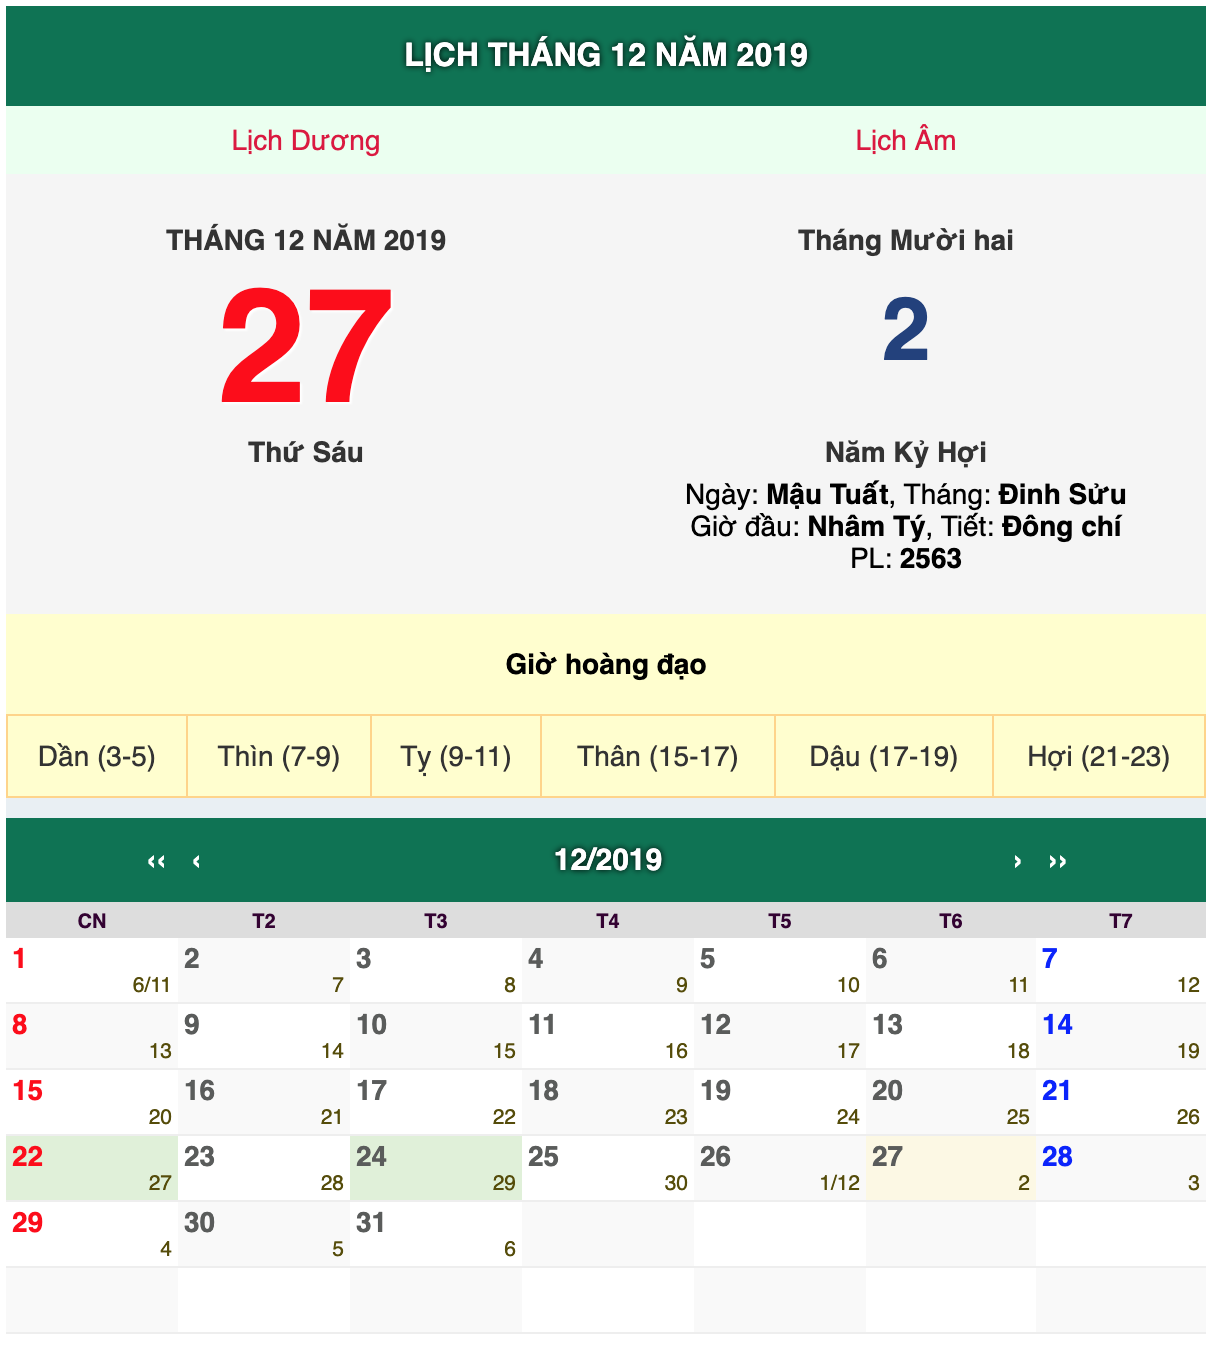 LỊCH THÁNG 12 NĂM 2019
Lịch Dương Lịch Âm
THÁNG 12 NĂM 2019 Tháng Mười hai
27 2
Thứ Sáu Năm Kỷ Hợi
Ngày: Mậu Tuất, Tháng: Đinh Sửu
Giờ đầu: Nhâm Tý, Tiết: Đông chí
PL: 2563
Giờ hoàng đạo
Dần (3-5) Thìn (7-9) Tỵ (9-11) Thân (15-17) Dậu (17-19) Hợi (21-23)
‹‹ ‹ 12/2019 › ››
CN T2 T3 T4 T5 T6 T7
1 2 3 4 5 6 7
6/11 7 8 9 10 11 12
8 9 10 11 12 13 14
13 14 15 16 17 18 19
15 16 17 18 19 20 21
20 21 22 23 24 25 26
22 23 24 25 26 27 28
27 28 29 30 1/12 2 3
29 30 31
4 5 6